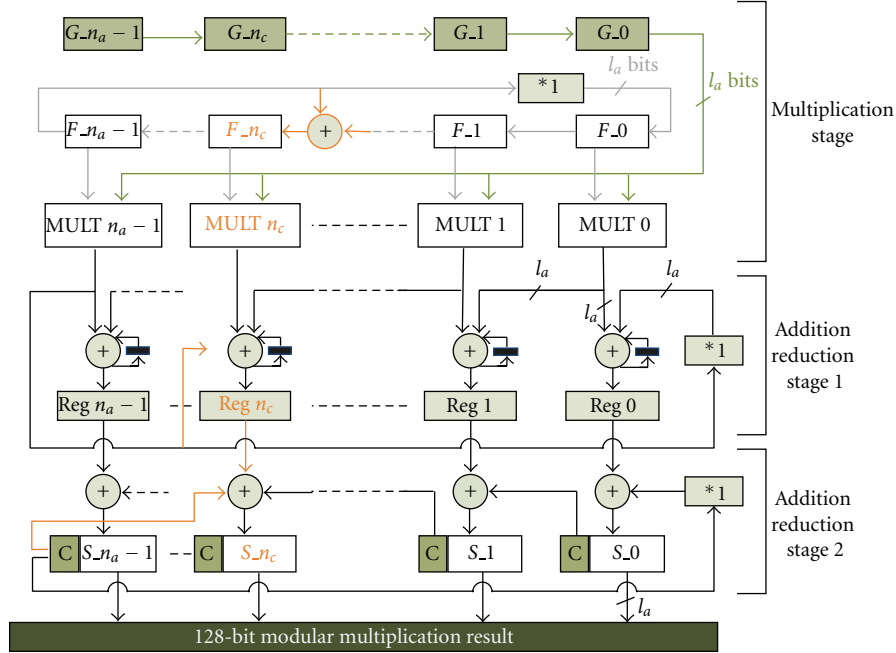 G_n_a − 1 G_n_c G_1 G_0
*1 l_a bits l_a bits
F_n_a − 1 F_n_c + F_1 F_0
Multiplication
stage
MULT n_a − 1 MULT n_c MULT 1 MULT 0
l_a l_a l_a
+ + + + *1
Addition
reduction
stage 1
Reg n_a − 1 Reg n_c Reg 1 Reg 0
+ + + + *1
Addition
reduction
stage 2
C S_n_a − 1 C S_n_c C S_1 C S_0
l_a
128-bit modular multiplication result